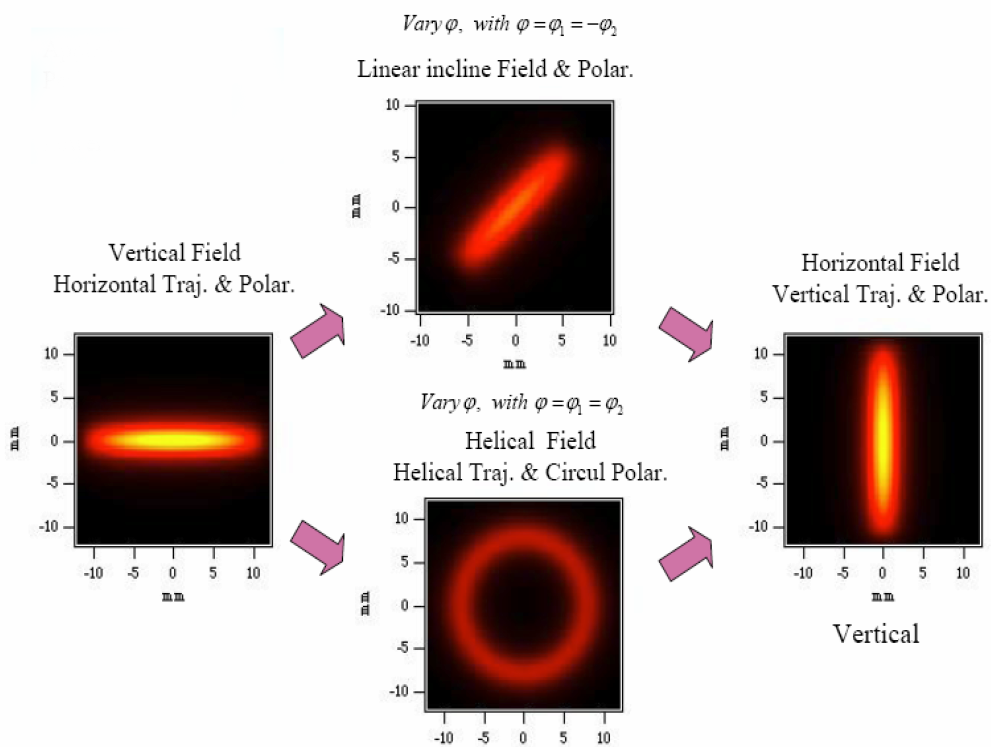 Vary φ, with φ = φ₁ = −φ₂
Linear incline Field & Polar.
10
5
0
-5
-10
mm
-10 -5 0 5 10
mm
Vertical Field
Horizontal Traj. & Polar.
10
5
0
-5
-10
mm
-10 -5 0 5 10
mm
Vary φ, with φ = φ₁ = φ₂
Helical Field
Helical Traj. & Circul Polar.
10
5
0
-5
-10
mm
-10 -5 0 5 10
Horizontal Field
Vertical Traj. & Polar.
10
5
0
-5
-10
mm
-10 -5 0 5 10
mm
Vertical